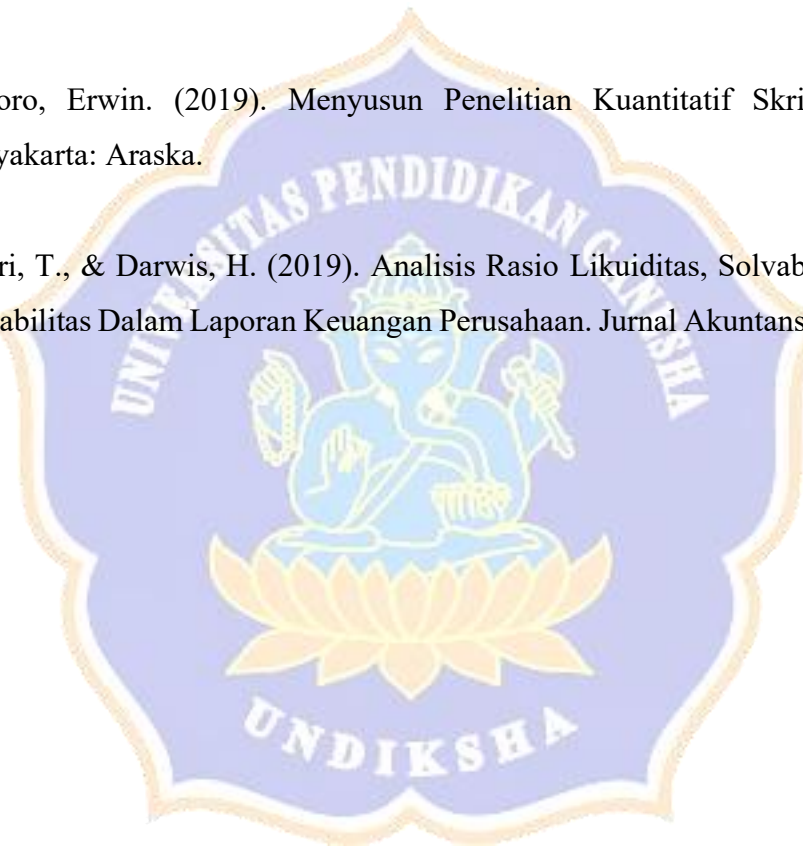 oro, Erwin. (2019). Menyusun Penelitian Kuantitatif Skri
yakarta: Araska.
UNIVERSITAS PENDIDIKAN GANESHA
ri, T., & Darwis, H. (2019). Analisis Rasio Likuiditas, Solvab
abilitas Dalam Laporan Keuangan Perusahaan. Jurnal Akuntans
UNDIKSHA